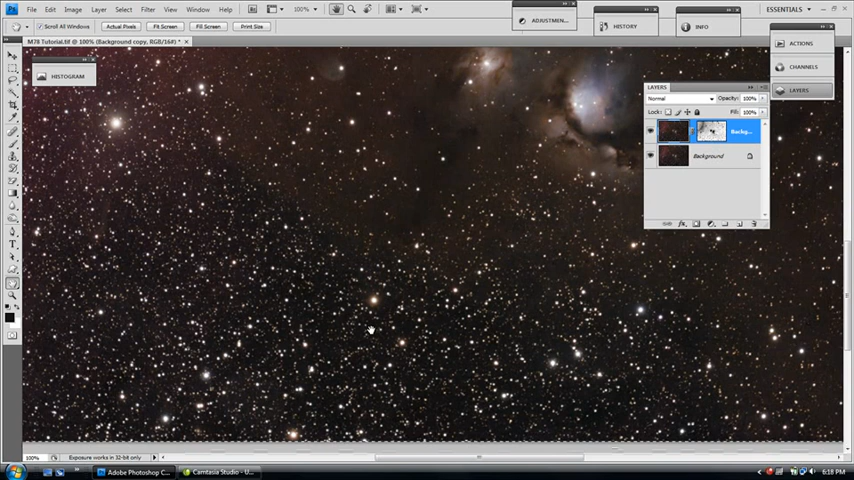 File Edit Image Layer Select Filter View Window Help
100%
ESSENTIALS
Scroll All Windows
Actual Pixels
Fit Screen
Fill Screen
Print Size
M78 Tutorial.tif @ 100% (Background copy, RGB/16#) *
HISTOGRAM
ADJUSTMEN...
HISTORY
INFO
ACTIONS
CHANNELS
LAYERS
LAYERS
Normal
Opacity: 100%
Lock:
Fill: 100%
Backg...
Background
100%
Exposure works in 32-bit only
Adobe Photoshop C...
Camtasia Studio - U...
6:18 PM